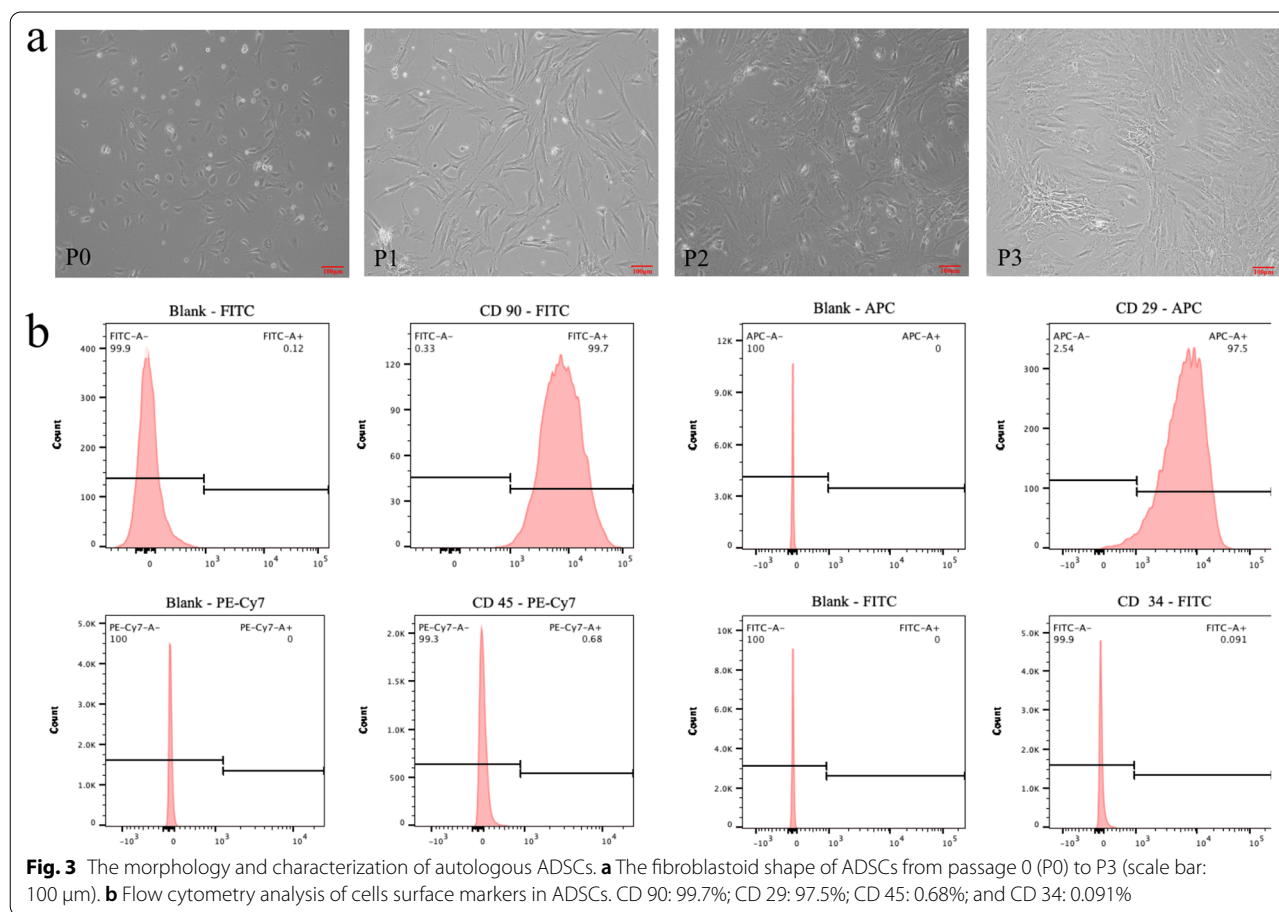 a
P0
100μm
P1
100μm
P2
100μm
P3
100μm
b
Blank - FITC
FITC-A-
99.9
FITC-A+
0.12
Count
400
300
200
100
0
0
10³
10⁴
10⁵
CD 90 - FITC
FITC-A-
0.33
FITC-A+
99.7
Count
120
90
60
30
0
0
10³
10⁴
10⁵
Blank - APC
APC-A-
100
APC-A+
0
Count
12K
9.0K
6.0K
3.0K
0
-10³
0
10³
10⁴
10⁵
CD 29 - APC
APC-A-
2.54
APC-A+
97.5
Count
300
200
100
0
-10³
0
10³
10⁴
10⁵
Blank - PE-Cy7
PE-Cy7-A-
100
PE-Cy7-A+
0
Count
5.0K
4.0K
3.0K
2.0K
1.0K
0
-10³
0
10³
10⁴
CD 45 - PE-Cy7
PE-Cy7-A-
99.3
PE-Cy7-A+
0.68
Count
2.0K
1.5K
1.0K
500
0
-10³
0
10³
10⁴
Blank - FITC
FITC-A-
100
FITC-A+
0
Count
10K
8.0K
6.0K
4.0K
2.0K
0
-10³
0
10³
10⁴
10⁵
CD 34 - FITC
FITC-A-
99.9
FITC-A+
0.091
Count
5.0K
4.0K
3.0K
2.0K
1.0K
0
-10³
0
10³
10⁴
10⁵
Fig. 3 The morphology and characterization of autologous ADSCs. a The fibroblastoid shape of ADSCs from passage 0 (P0) to P3 (scale bar:
100 μm). b Flow cytometry analysis of cells surface markers in ADSCs. CD 90: 99.7%; CD 29: 97.5%; CD 45: 0.68%; and CD 34: 0.091%